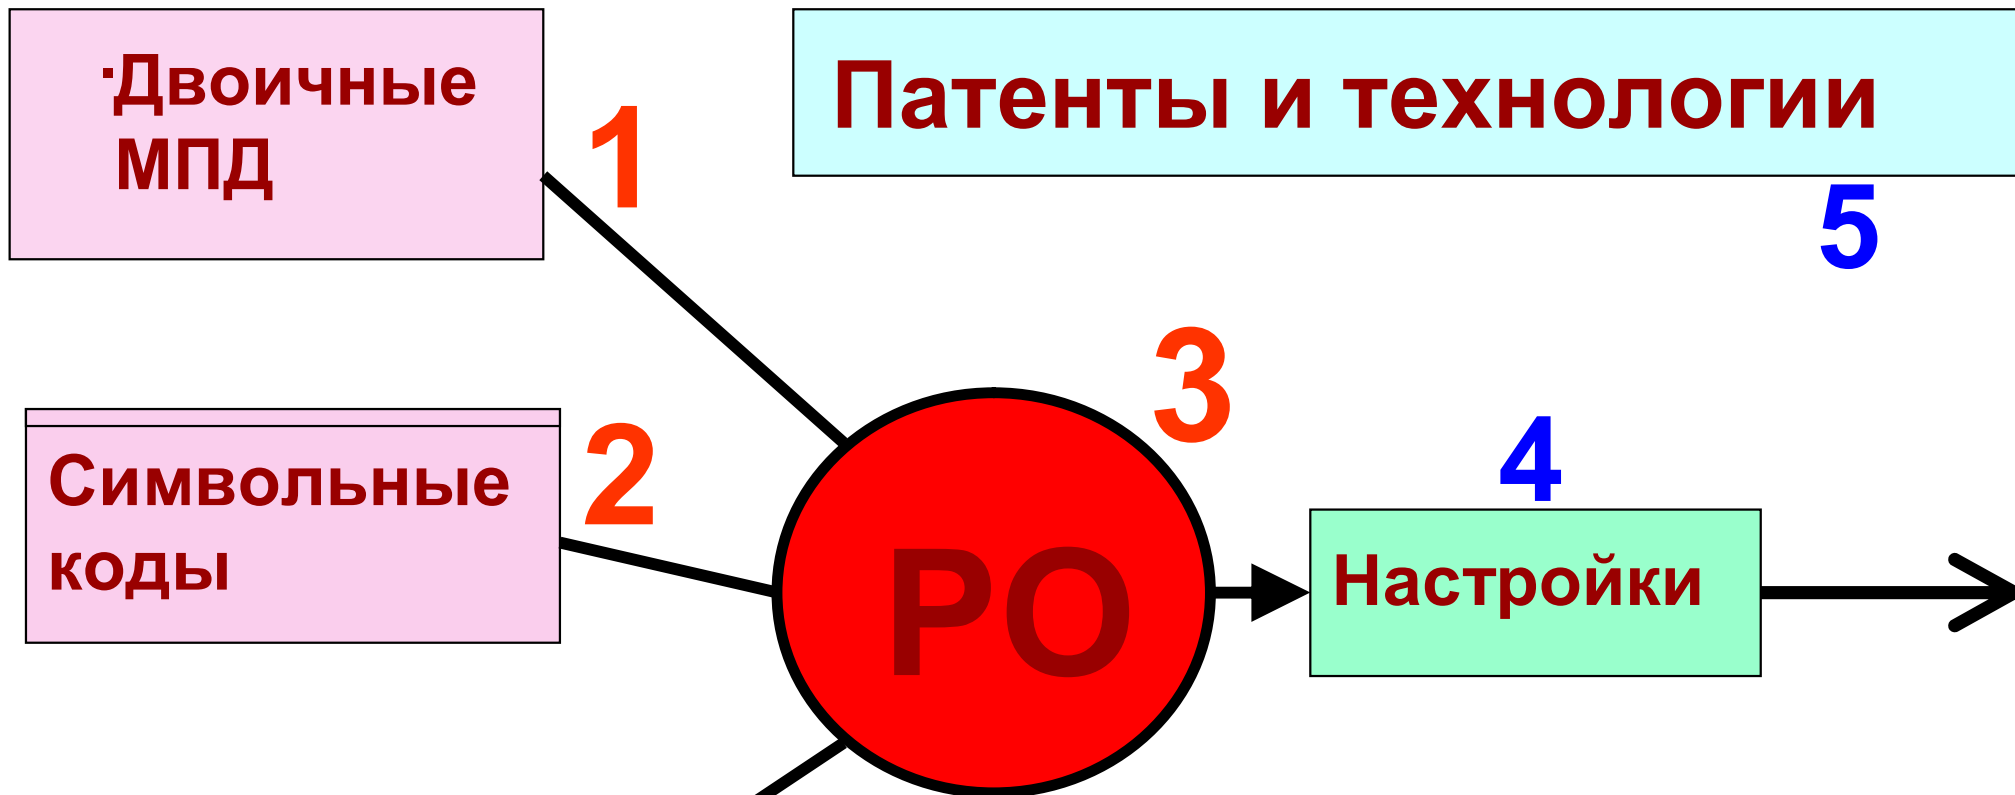 Двоичные
МПД
1
Патенты и технологии
5
3
Символьные
коды
2
4
РО
Настройки